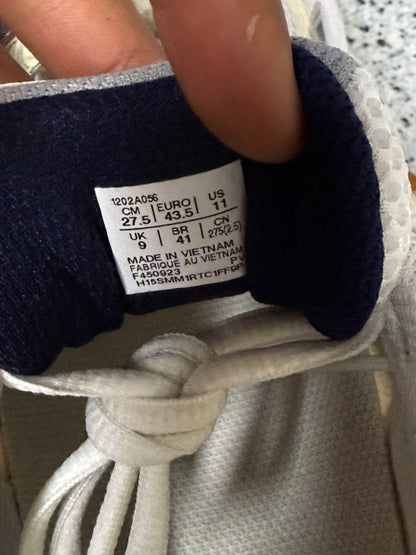 1202A056
CM 27.5 | EURO 43.5 | US 11
UK 9 | BR 41 | CN 275(2.5)
MADE IN VIETNAM
FABRIQUE AU VIETNAM
F450923 PV
H15SMM1RTC1FF9P